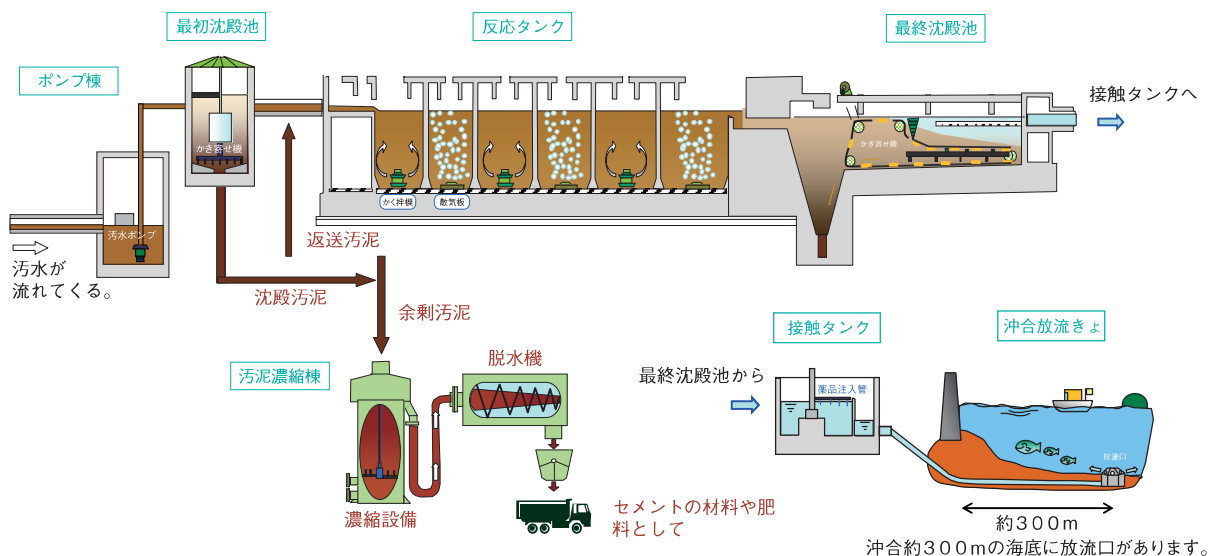 最初沈殿池
反応タンク
最終沈殿池
ポンプ棟
接触タンクへ
かき寄せ機
かき寄せ機
かく拌機
散気板
汚水ポンプ
汚水が
流れてくる。
返送汚泥
沈殿汚泥
余剰汚泥
汚泥濃縮棟
脱水機
濃縮設備
セメントの材料や肥
料として
接触タンク
沖合放流きょ
最終沈殿池から
薬品注入管
放流口
約300m
沖合約300mの海底に放流口があります。